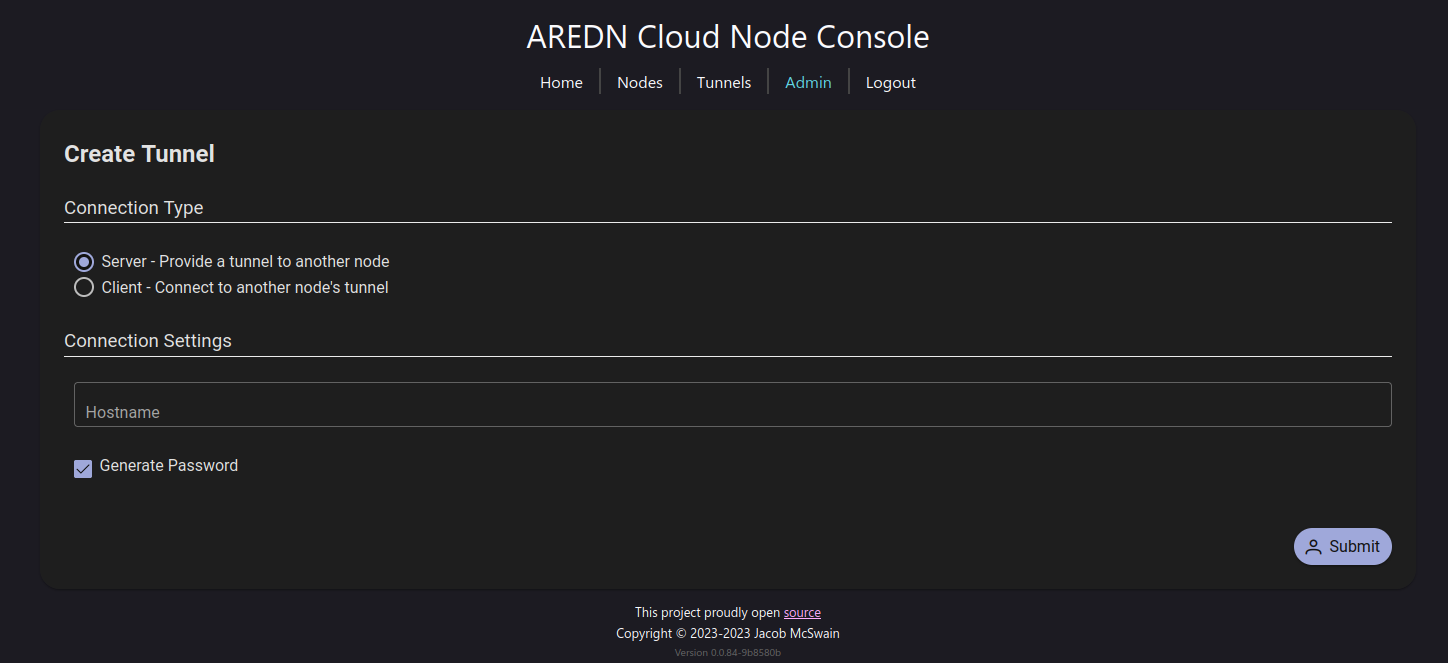 AREDN Cloud Node Console
Home Nodes Tunnels Admin Logout
Create Tunnel
Connection Type
Server - Provide a tunnel to another node
Client - Connect to another node's tunnel
Connection Settings
Hostname
Generate Password
Submit
This project proudly open source
Copyright © 2023-2023 Jacob McSwain
Version 0.0.84-9b8580b